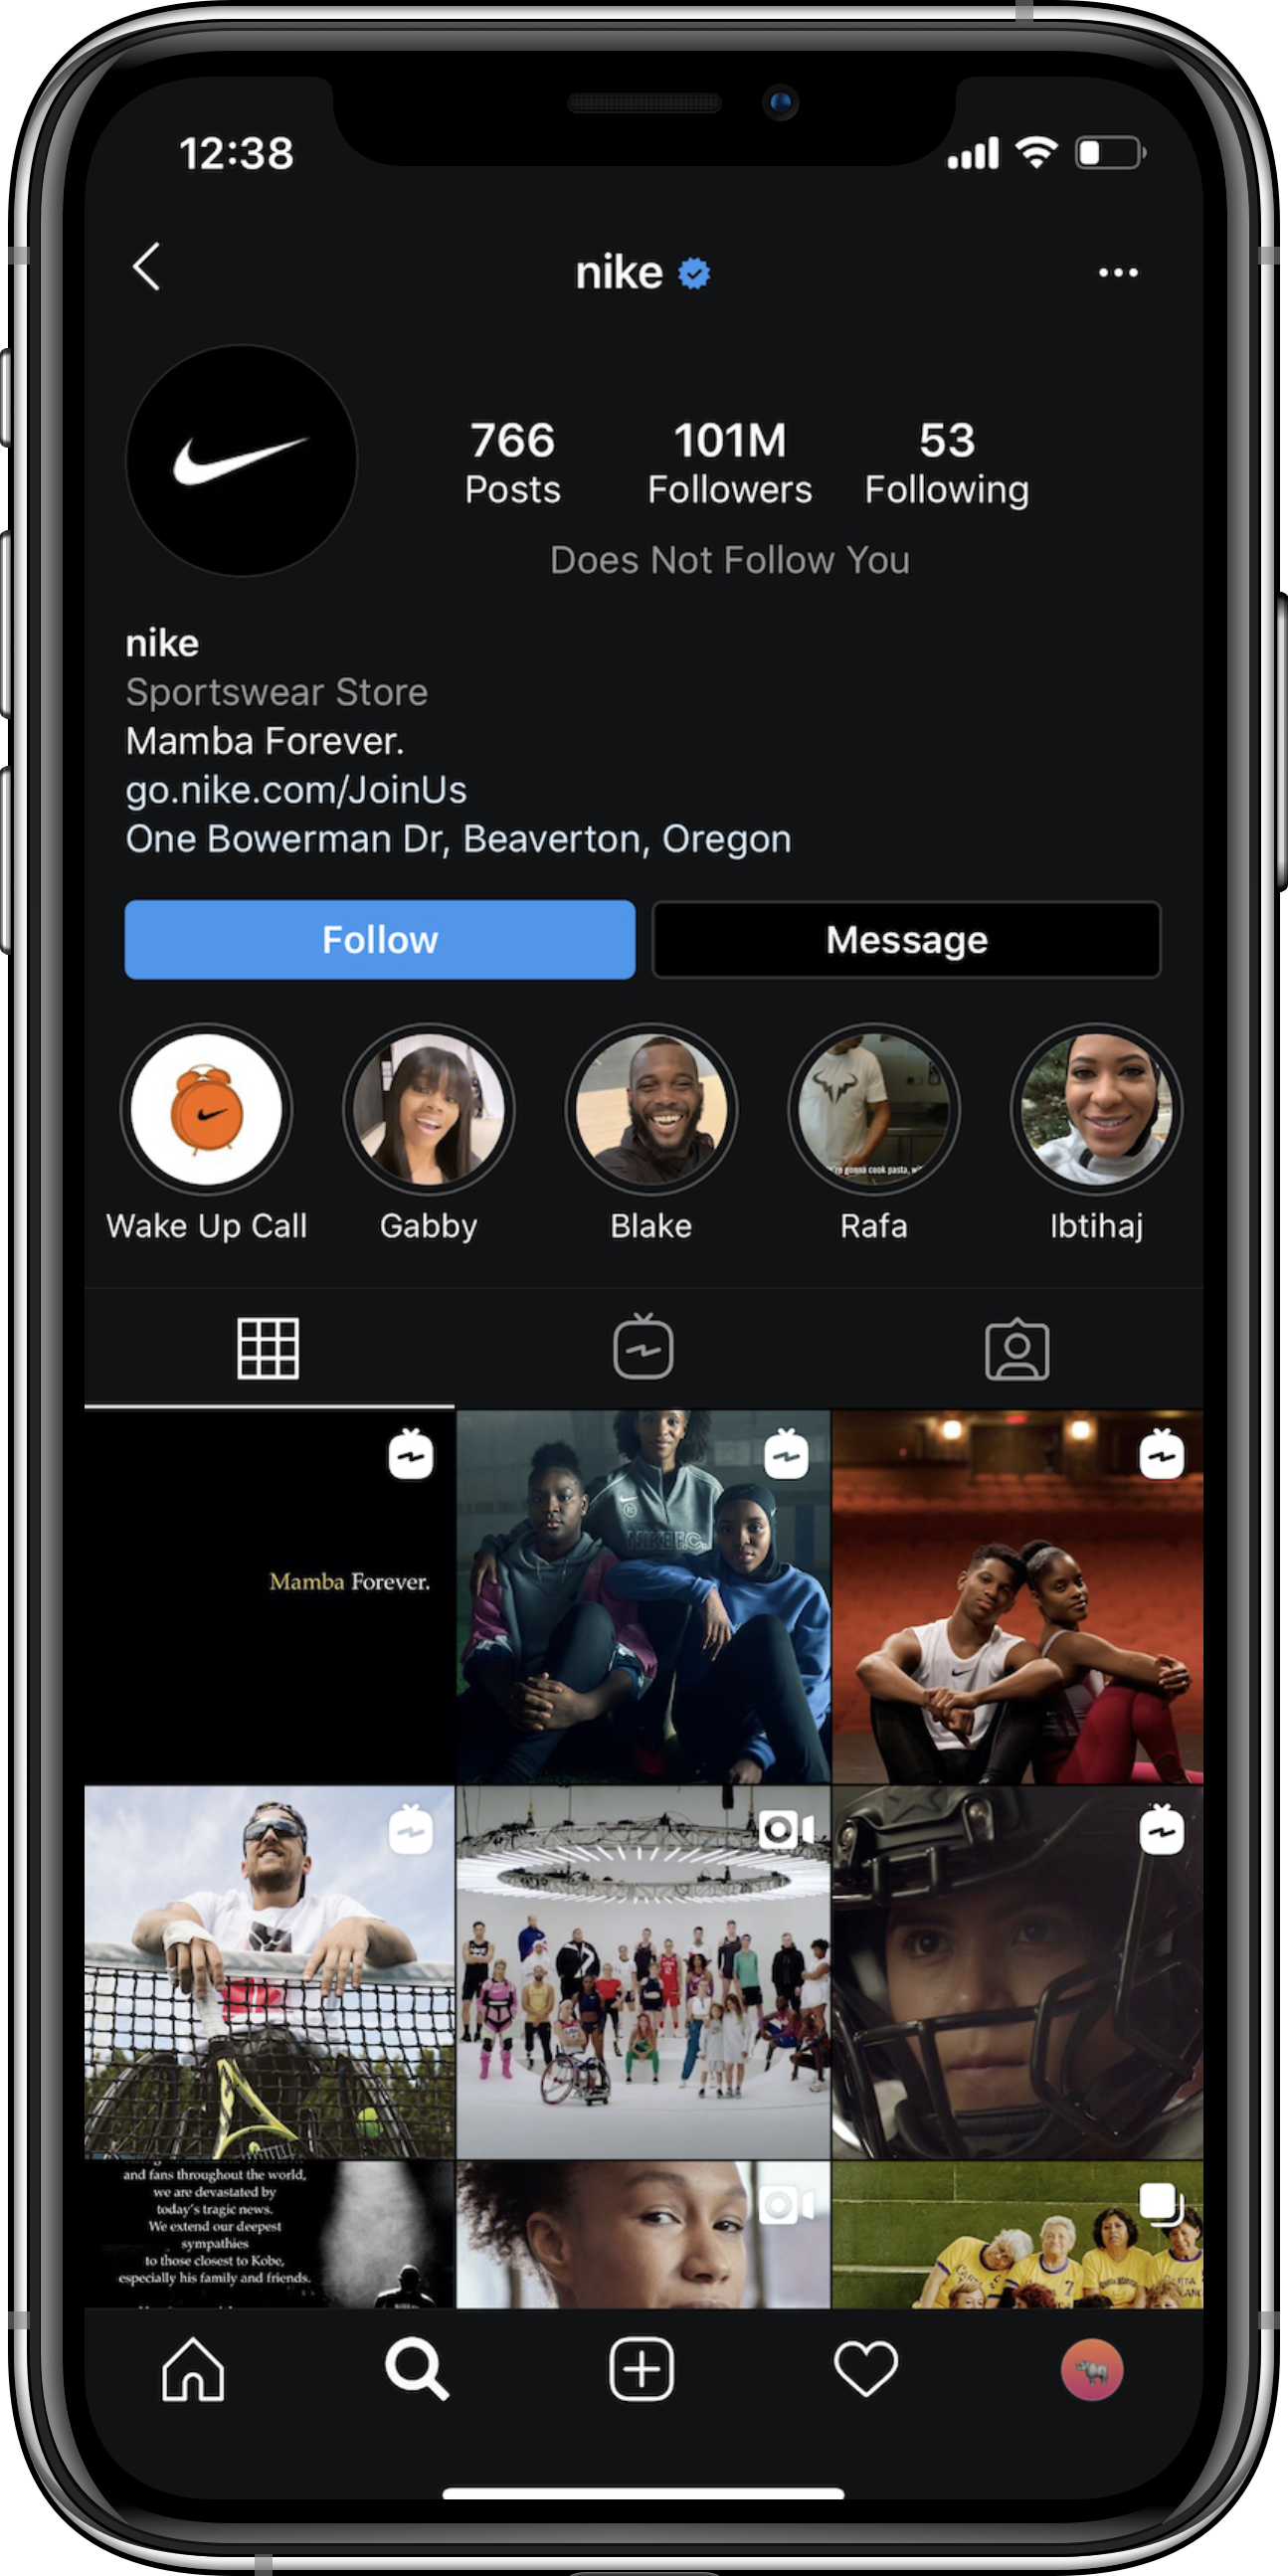 12:38
nike
766 101M 53
Posts Followers Following
Does Not Follow You
nike
Sportswear Store
Mamba Forever.
go.nike.com/JoinUs
One Bowerman Dr, Beaverton, Oregon
Follow Message
gonna cook pasta,
Wake Up Call Gabby Blake Rafa Ibtihaj
NIKE F.C.
Mamba Forever.
and fans throughout the world,
we are devastated by
today's tragic news.
We extend our deepest
sympathies
to those closest to Kobe,
especially his family and friends.